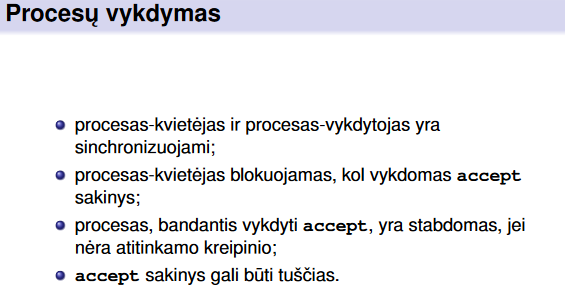 Procesų vykdymas
procesas-kvietėjas ir procesas-vykdytojas yra
sinchronizuojami;
procesas-kvietėjas blokuojamas, kol vykdomas accept
sakinys;
procesas, bandantis vykdyti accept, yra stabdomas, jei
nėra atitinkamo kreipinio;
accept sakinys gali būti tuščias.